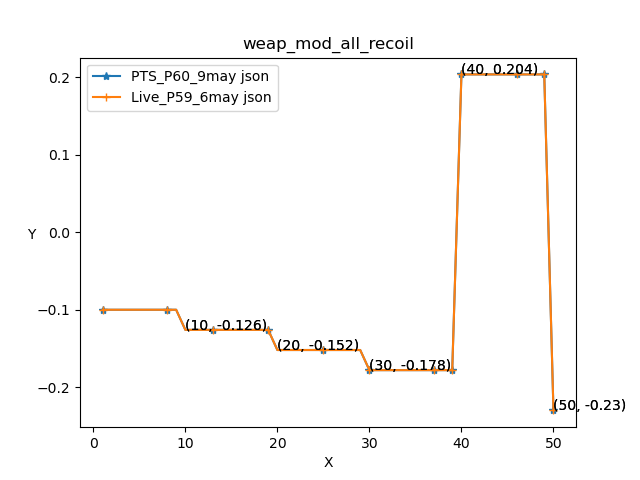 weap_mod_all_recoil
PTS_P60_9may json
Live_P59_6may json
(40, 0.204)
(10, -0.126)
(20, -0.152)
(30, -0.178)
(50, -0.23)
0.2
0.1
0.0
−0.1
−0.2
Y
0 10 20 30 40 50
X